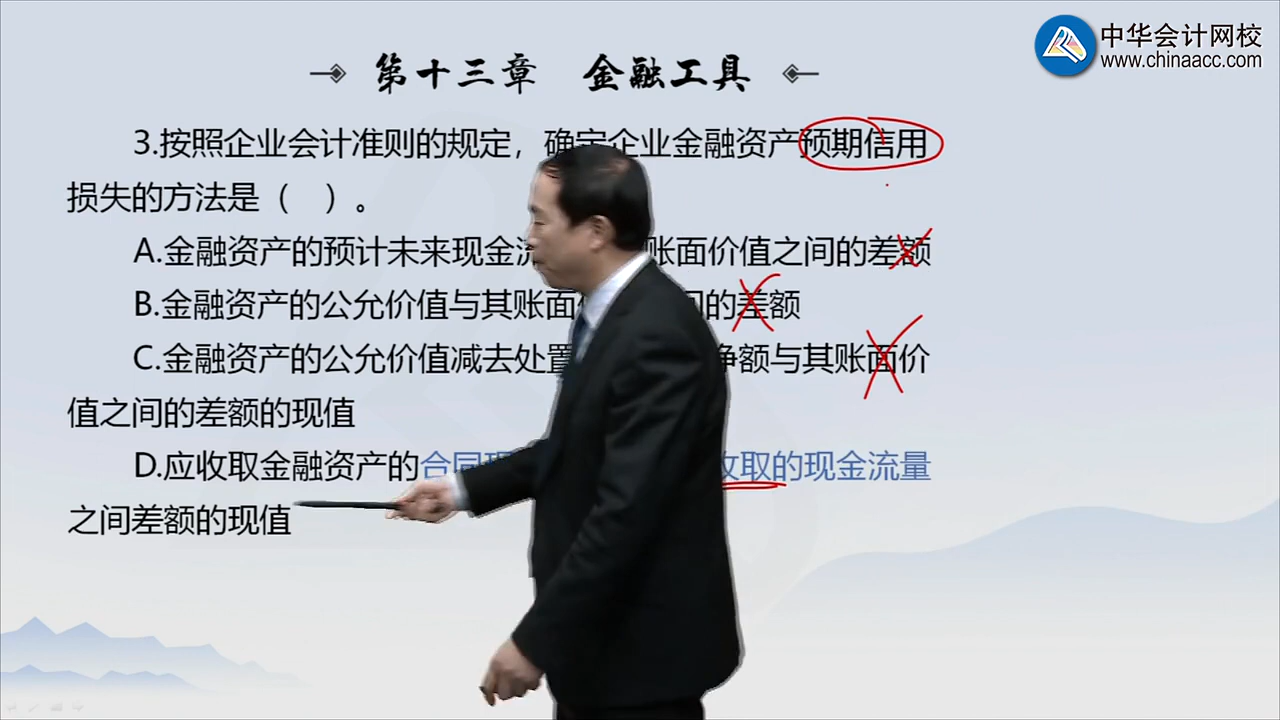 中华会计网校
www.chinaacc.com
第十三章 金融工具
3.按照企业会计准则的规定，确定企业金融资产预期信用
损失的方法是（ ）。
A.金融资产的预计未来现金 账面价值之间的差额
B.金融资产的公允价值与其账面 的差额
C.金融资产的公允价值减去处置 净额与其账面价
值之间的差额的现值
D.应收取金融资产的合同 收取的现金流量
之间差额的现值